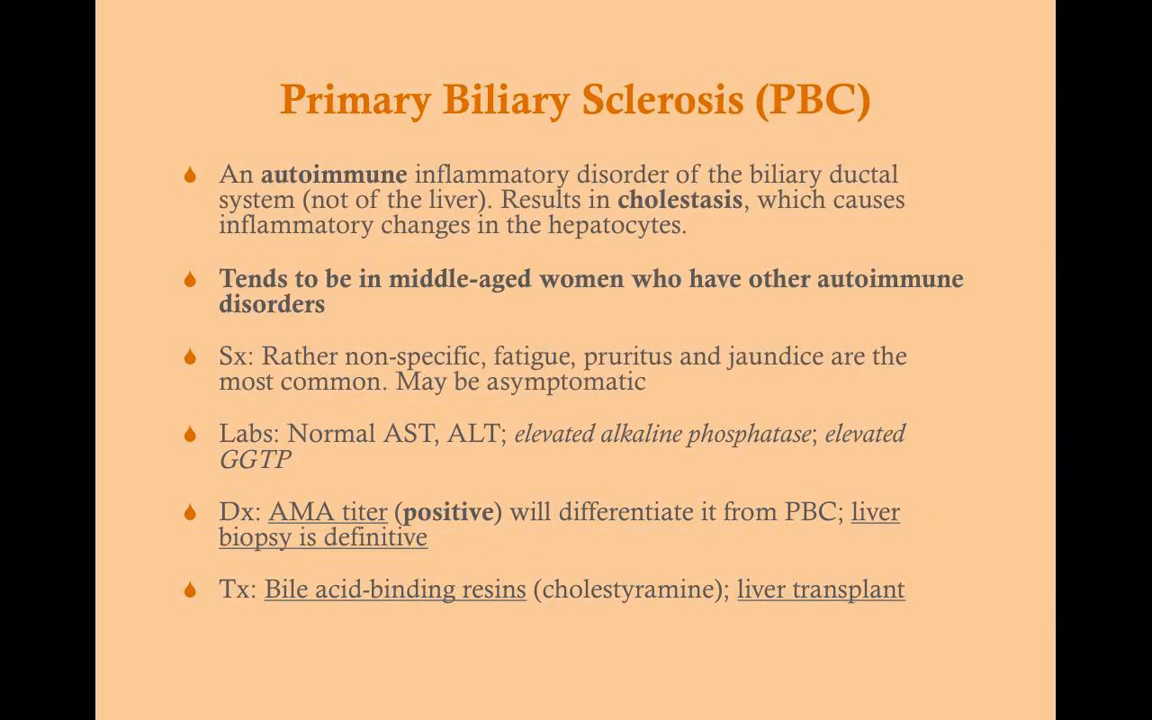 Primary Biliary Sclerosis (PBC)
An autoimmune inflammatory disorder of the biliary ductal
system (not of the liver). Results in cholestasis, which causes
inflammatory changes in the hepatocytes.
Tends to be in middle-aged women who have other autoimmune
disorders
Sx: Rather non-specific, fatigue, pruritus and jaundice are the
most common. May be asymptomatic
Labs: Normal AST, ALT; elevated alkaline phosphatase; elevated
GGTP
Dx: AMA titer (positive) will differentiate it from PBC; liver
biopsy is definitive
Tx: Bile acid-binding resins (cholestyramine); liver transplant